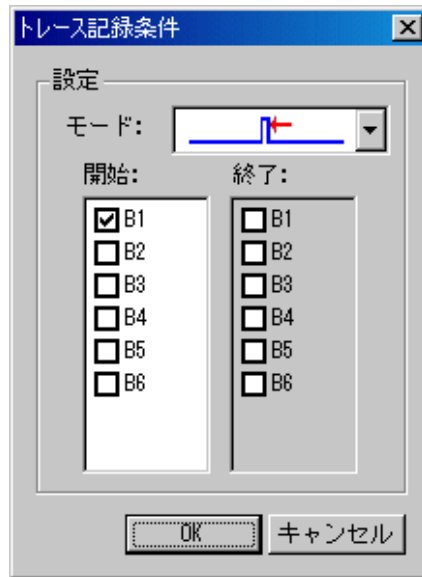 トレース記録条件
設定
モード:
開始: 終了:
B1 B1
B2 B2
B3 B3
B4 B4
B5 B5
B6 B6
OK キャンセル